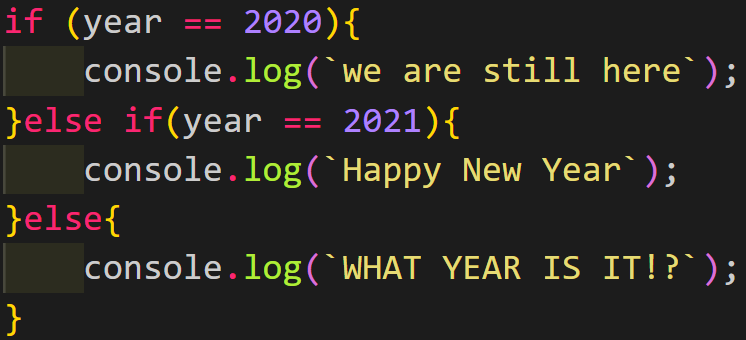 if (year == 2020){
    console.log(`we are still here`);
}else if(year == 2021){
    console.log(`Happy New Year`);
}else{
    console.log(`WHAT YEAR IS IT!?`);
}